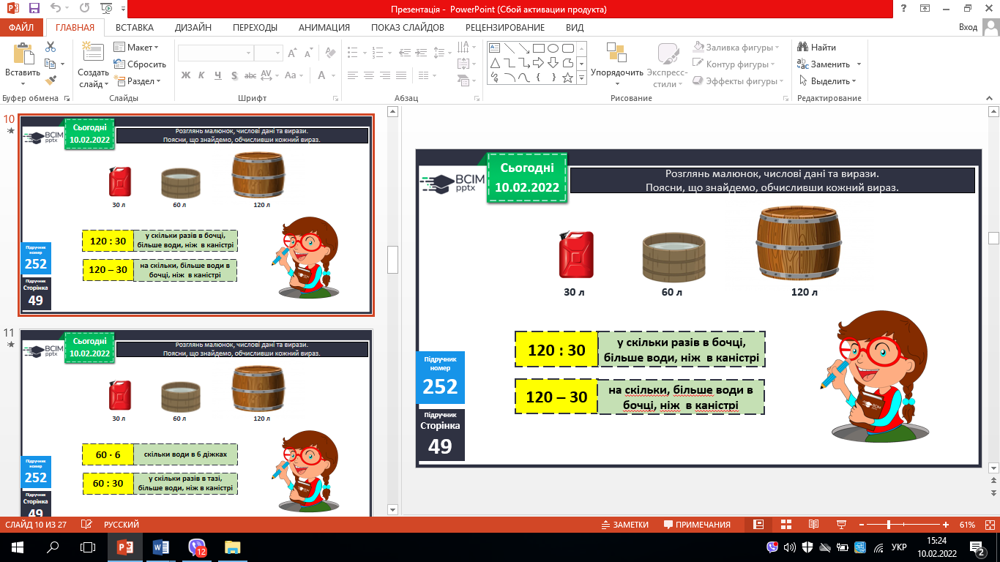 Презентація - PowerPoint (Сбой активации продукта)
ФАЙЛ ГЛАВНАЯ ВСТАВКА ДИЗАЙН ПЕРЕХОДЫ АНИМАЦИЯ ПОКАЗ СЛАЙДОВ РЕЦЕНЗИРОВАНИЕ ВИД Вход
Вставить
Создать
слайд
Макет
Сбросить
Раздел
Ж К Ч S abc AV Aa A
Упорядочить
Экспресс-
стили
Заливка фигуры
Контур фигуры
Эффекты фигуры
Найти
Заменить
Выделить
Буфер обмена Слайды Шрифт Абзац Рисование Редактирование
10
Сьогодні
10.02.2022
BCIM
pptx
Розглянь малюнок, числові дані та вирази.
Поясни, що знайдемо, обчисливши кожний вираз.
30 л 60 л 120 л
120 : 30
у скільки разів в бочці,
більше води, ніж в каністрі
120 – 30
на скільки, більше води в
бочці, ніж в каністрі
Підручник
номер
252
Підручник
Сторінка
49
11
Сьогодні
10.02.2022
BCIM
pptx
Розглянь малюнок, числові дані та вирази.
Поясни, що знайдемо, обчисливши кожний вираз.
30 л 60 л 120 л
60 · 6
скільки води в 6 діжках
60 : 30
у скільки разів в тазі,
більше води, ніж в каністрі
Підручник
номер
252
Підручник
Сторінка
49
Сьогодні
10.02.2022
BCIM
pptx
Розглянь малюнок, числові дані та вирази.
Поясни, що знайдемо, обчисливши кожний вираз.
30 л 60 л 120 л
120 : 30
у скільки разів в бочці,
більше води, ніж в каністрі
120 – 30
на скільки, більше води в
бочці, ніж в каністрі
Підручник
номер
252
Підручник
Сторінка
49
СЛАЙД 10 ИЗ 27 РУССКИЙ ЗАМЕТКИ ПРИМЕЧАНИЯ 61%
12
УКР
15:24
10.02.2022
2